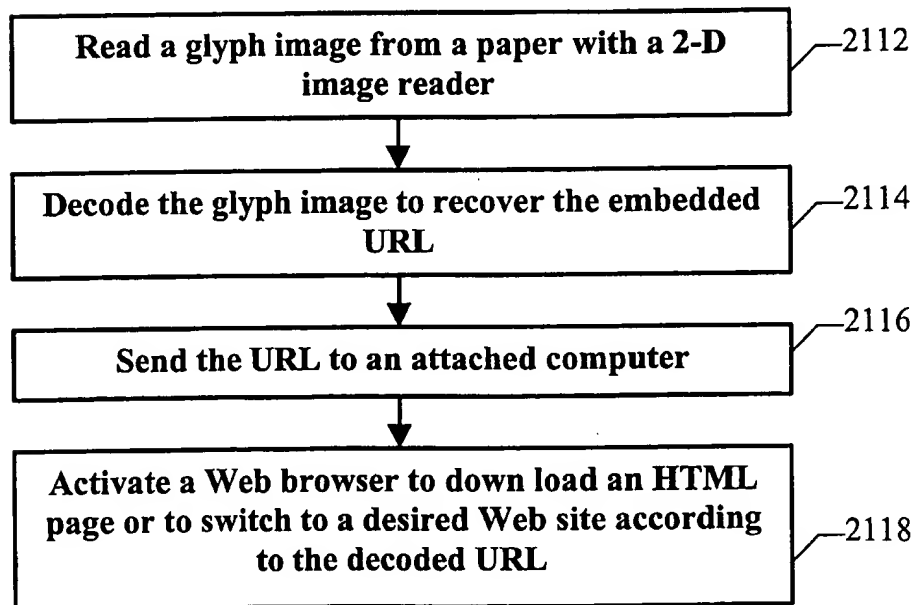 Read a glyph image from a paper with a 2-D
image reader
2112
Decode the glyph image to recover the embedded
URL
2114
Send the URL to an attached computer
2116
Activate a Web browser to down load an HTML
page or to switch to a desired Web site according
to the decoded URL
2118